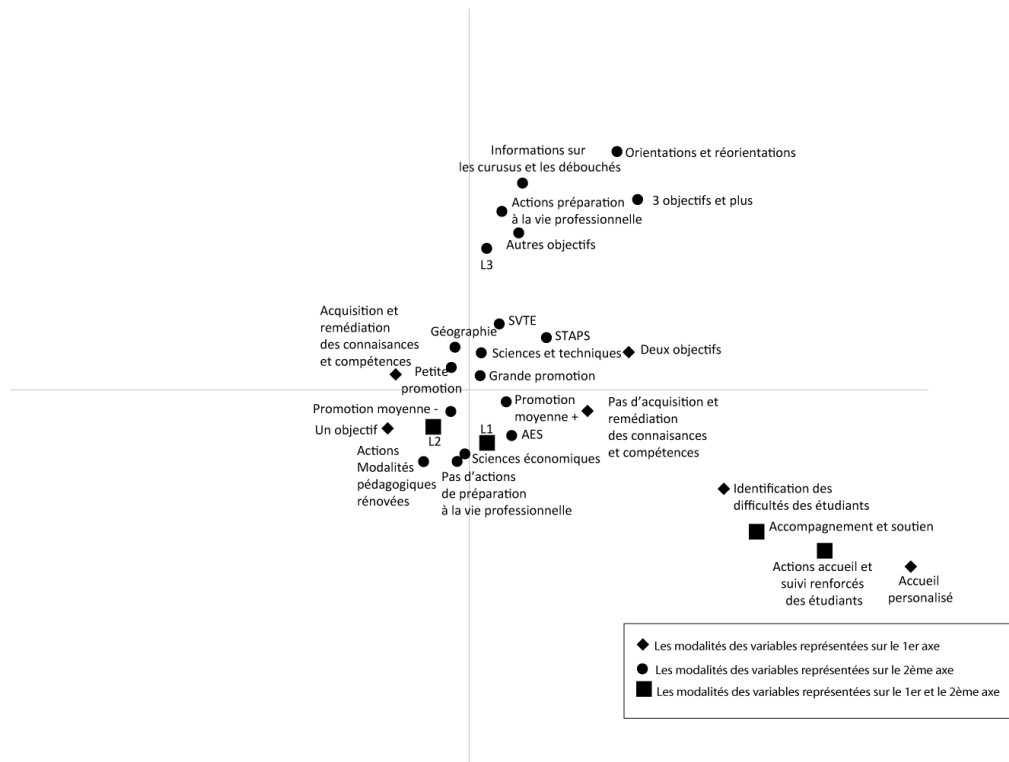 Informations sur
les curusus et les débouchés
Orientations et réorientations
Actions préparation
à la vie professionnelle
3 objectifs et plus
Autres objectifs
L3
Acquisition et
remédiation
des connaisances
et compétences
Géographie
SVTE
STAPS
Sciences et techniques
Deux objectifs
Petite
promotion
Grande promotion
Promotion moyenne -
Promotion
moyenne +
Pas d'acquisition et
remédiation
des connaisances
et compétences
Un objectif
L2
L1
AES
Actions
Modalités
pédagogiques
rénovées
Sciences économiques
Pas d'actions
de préparation
à la vie professionnelle
Identification des
difficultés des étudiants
Accompagnement et soutien
Actions accueil et
suivi renforcés
des étudiants
Accueil
personalisé
Les modalités des variables représentées sur le 1er axe
Les modalités des variables représentées sur le 2ème axe
Les modalités des variables représentées sur le 1er et le 2ème axe